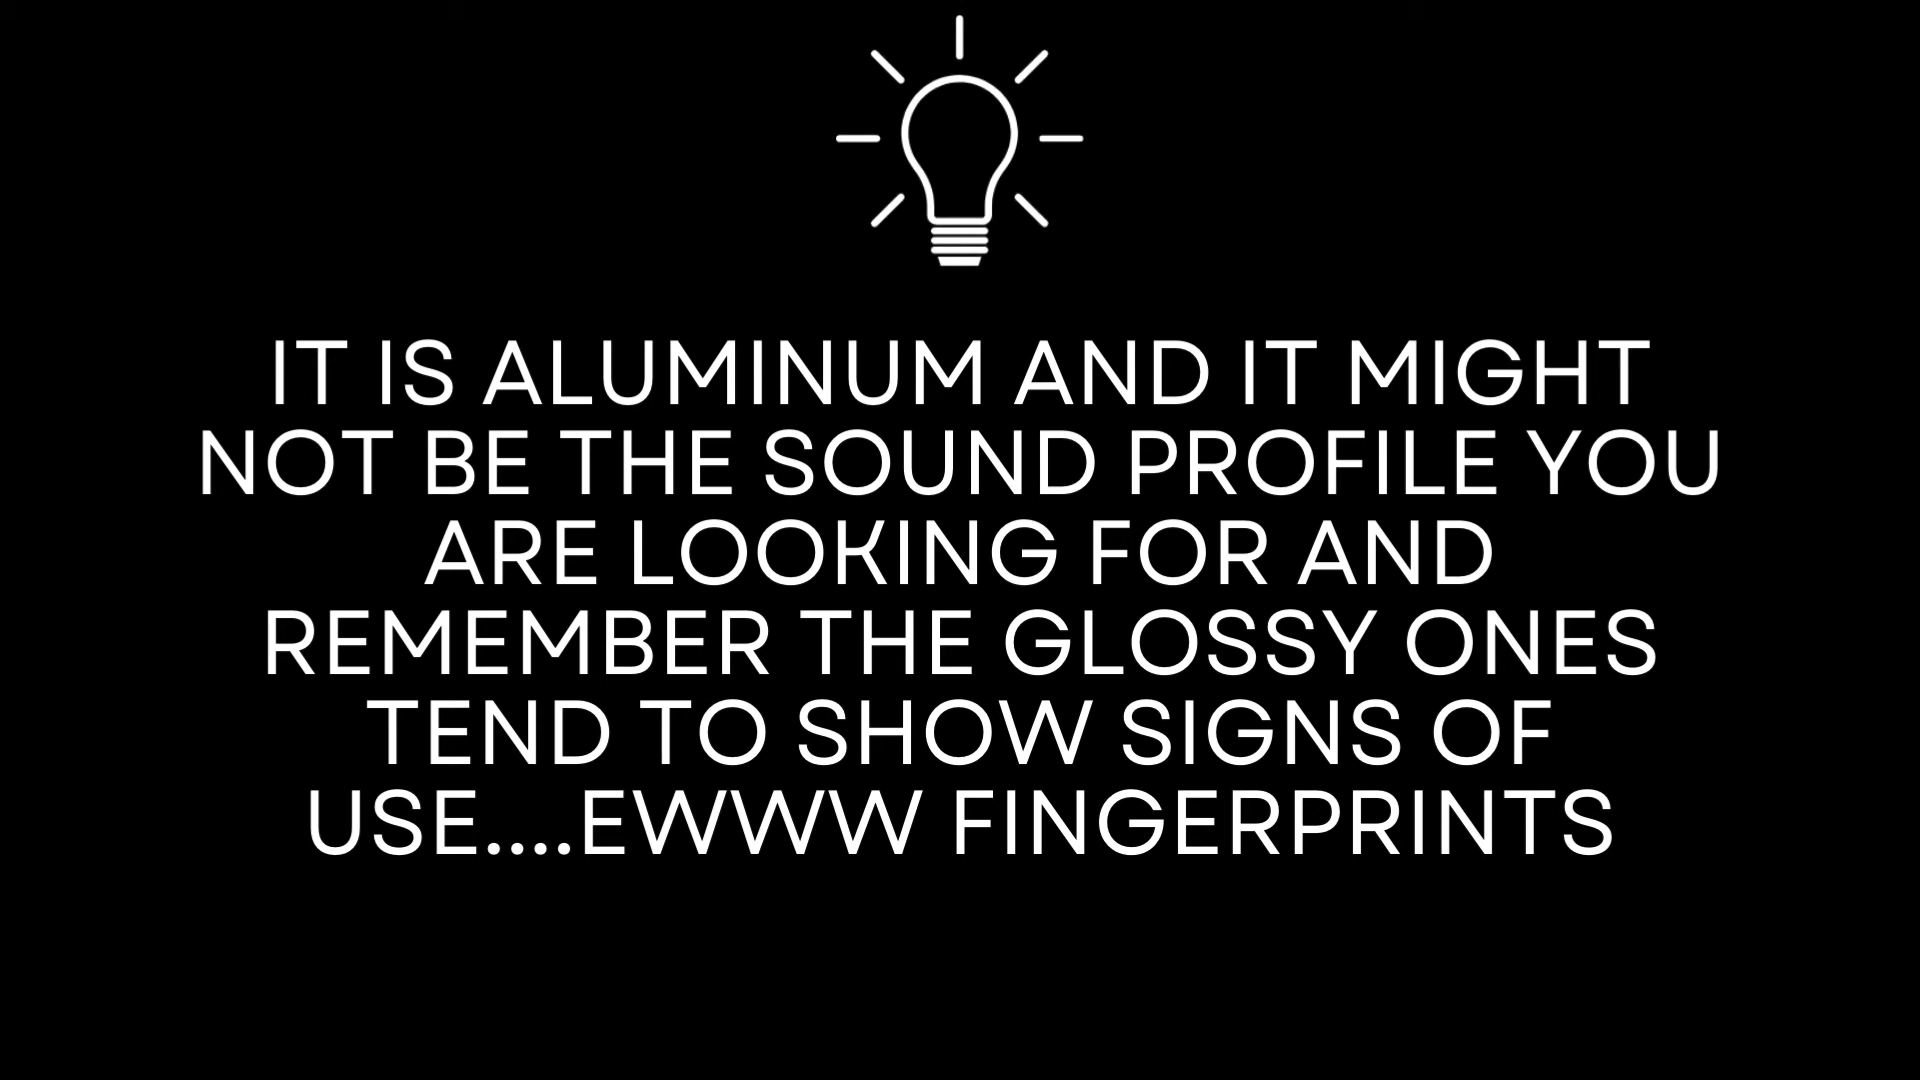 IT IS ALUMINUM AND IT MIGHT
NOT BE THE SOUND PROFILE YOU
ARE LOOKING FOR AND
REMEMBER THE GLOSSY ONES
TEND TO SHOW SIGNS OF
USE....EWWW FINGERPRINTS